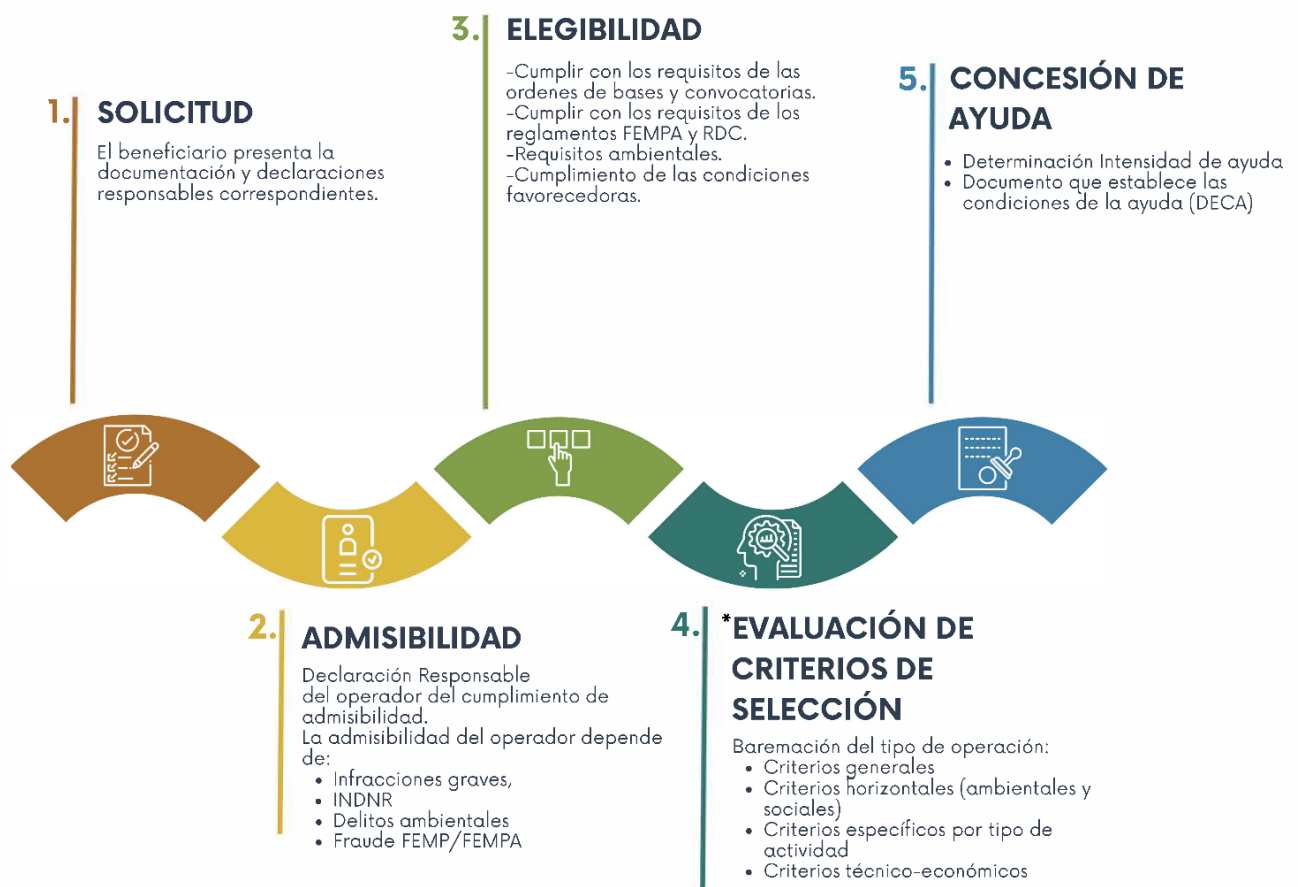 1. SOLICITUD
El beneficiario presenta la
documentación y declaraciones
responsables correspondientes.
2. ADMISIBILIDAD
Declaración Responsable
del operador del cumplimiento de
admisibilidad.
La admisibilidad del operador depende
de:
• Infracciones graves,
• INDNR
• Delitos ambientales
• Fraude FEMP/FEMPA
3. ELEGIBILIDAD
-Cumplir con los requisitos de las
ordenes de bases y convocatorias.
-Cumplir con los requisitos de los
reglamentos FEMPA y RDC.
-Requisitos ambientales.
-Cumplimiento de las condiciones
favorecedoras.
4. *EVALUACIÓN DE
CRITERIOS DE
SELECCIÓN
Baremación del tipo de operación:
• Criterios generales
• Criterios horizontales (ambientales y
sociales)
• Criterios específicos por tipo de
actividad
• Criterios técnico-económicos
5. CONCESIÓN DE
AYUDA
• Determinación Intensidad de ayuda
• Documento que establece las
condiciones de la ayuda (DECA)